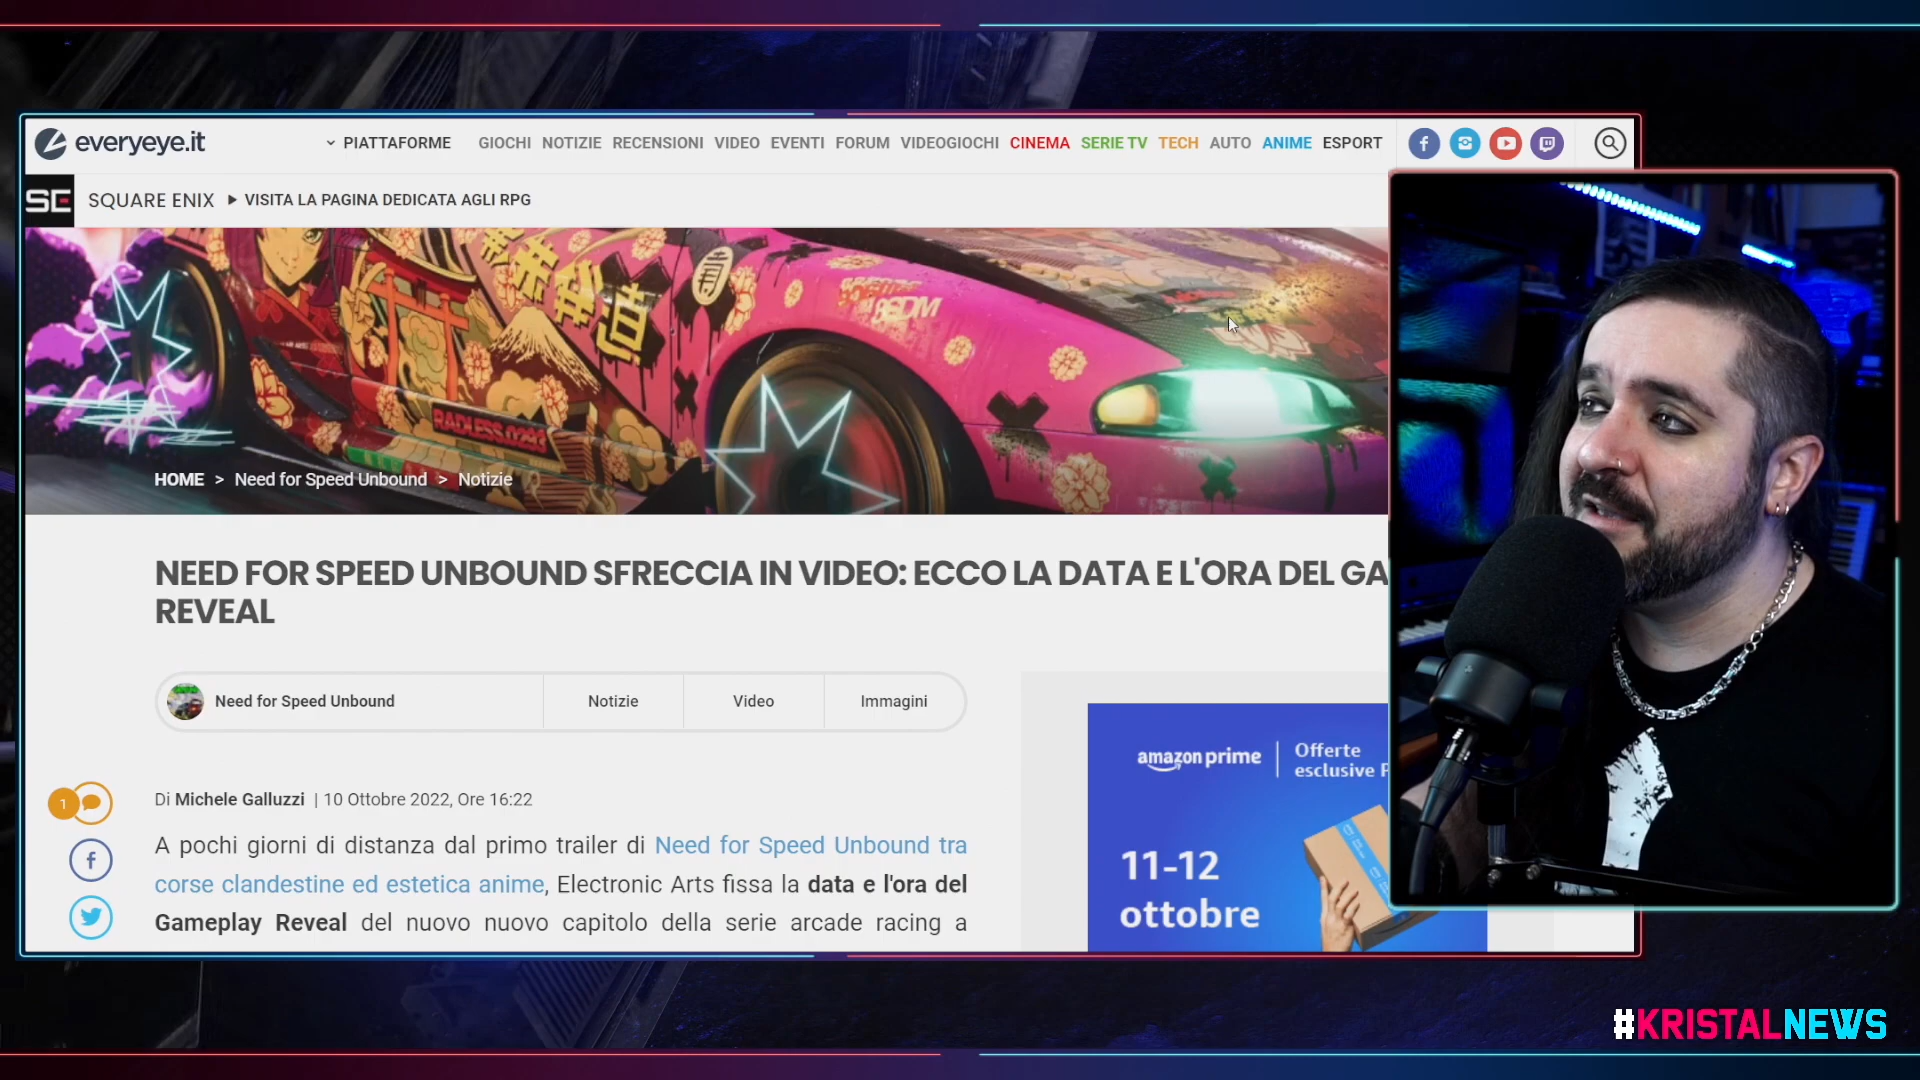 everyeye.it
PIATTAFORME GIOCHI NOTIZIE RECENSIONI VIDEO EVENTI FORUM VIDEOGIOCHI CINEMA SERIE TV TECH AUTO ANIME ESPORT
SE SQUARE ENIX VISITA LA PAGINA DEDICATA AGLI RPG
RADLESS.0293
HOME > Need for Speed Unbound > Notizie
NEED FOR SPEED UNBOUND SFRECCIA IN VIDEO: ECCO LA DATA E L'ORA DEL GA
REVEAL
Need for Speed Unbound Notizie Video Immagini
Di Michele Galluzzi | 10 Ottobre 2022, Ore 16:22
1
A pochi giorni di distanza dal primo trailer di Need for Speed Unbound tra
corse clandestine ed estetica anime, Electronic Arts fissa la data e l'ora del
Gameplay Reveal del nuovo nuovo capitolo della serie arcade racing a
amazon prime
Offerte
esclusive P
11-12
ottobre
#KRISTALNEWS